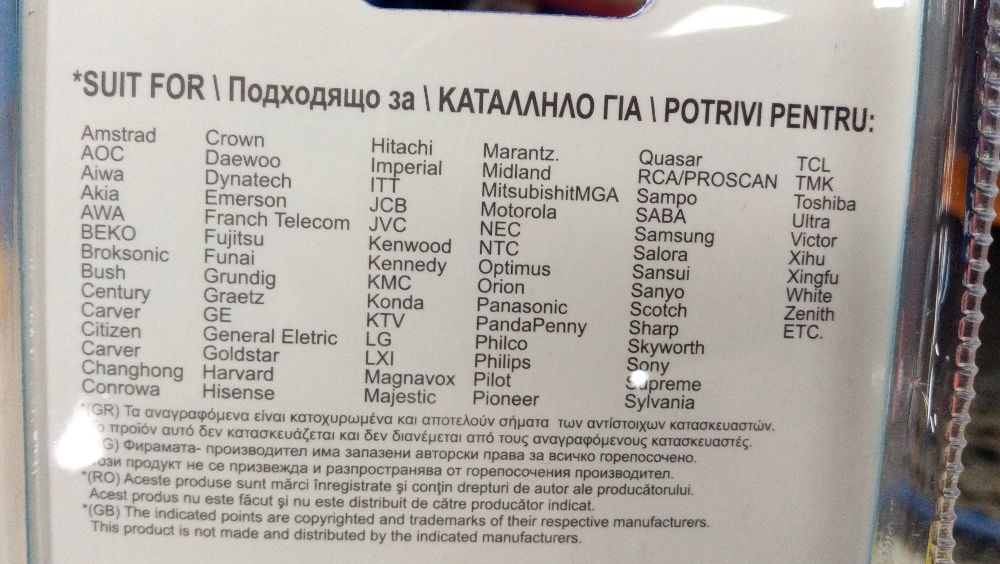 *SUIT FOR \ Подходящо за \ ΚΑΤΑΛΛΗΛΟ ΓΙΑ \ POTRIVI PENTRU:
Amstrad
AOC
Aiwa
Akia
AWA
BEKO
Broksonic
Bush
Century
Carver
Citizen
Carver
Changhong
Conrowa
Crown
Daewoo
Dynatech
Emerson
Franch Telecom
Fujitsu
Funai
Grundig
Graetz
GE
General Eletric
Goldstar
Harvard
Hisense
Hitachi
Imperial
ITT
JCB
JVC
Kenwood
Kennedy
KMC
Konda
KTV
LG
LXI
Magnavox
Majestic
Marantz.
Midland
MitsubishitMGA
Motorola
NEC
NTC
Optimus
Orion
Panasonic
PandaPenny
Philco
Philips
Pilot
Pioneer
Quasar
RCA/PROSCAN
Sampo
SABA
Samsung
Salora
Sansui
Sanyo
Scotch
Sharp
Skyworth
Sony
Supreme
Sylvania
TCL
TMK
Toshiba
Ultra
Victor
Xihu
Xingfu
White
Zenith
ETC.
*(GR) Τα αναγραφόμενα είναι κατοχυρωμένα και αποτελούν σήματα των αντίστοιχων κατασκευαστών.
το προϊόν αυτό δεν κατασκευάζεται και δεν διανέμεται από τους αναγραφόμενους κατασκευαστές.
Фирамата- производител има запазени авторски права за всичко горепосочено.
този продукт не се призвежда и разпространява от горепосочения производител.
*(RO) Aceste produse sunt mărci înregistrate şi conţin drepturi de autor ale producătorului.
Acest produs nu este făcut şi nu este distribuit de către producător indicat.
*(GB) The indicated points are copyrighted and trademarks of their respective manufacturers.
This product is not made and distributed by the indicated manufacturers.